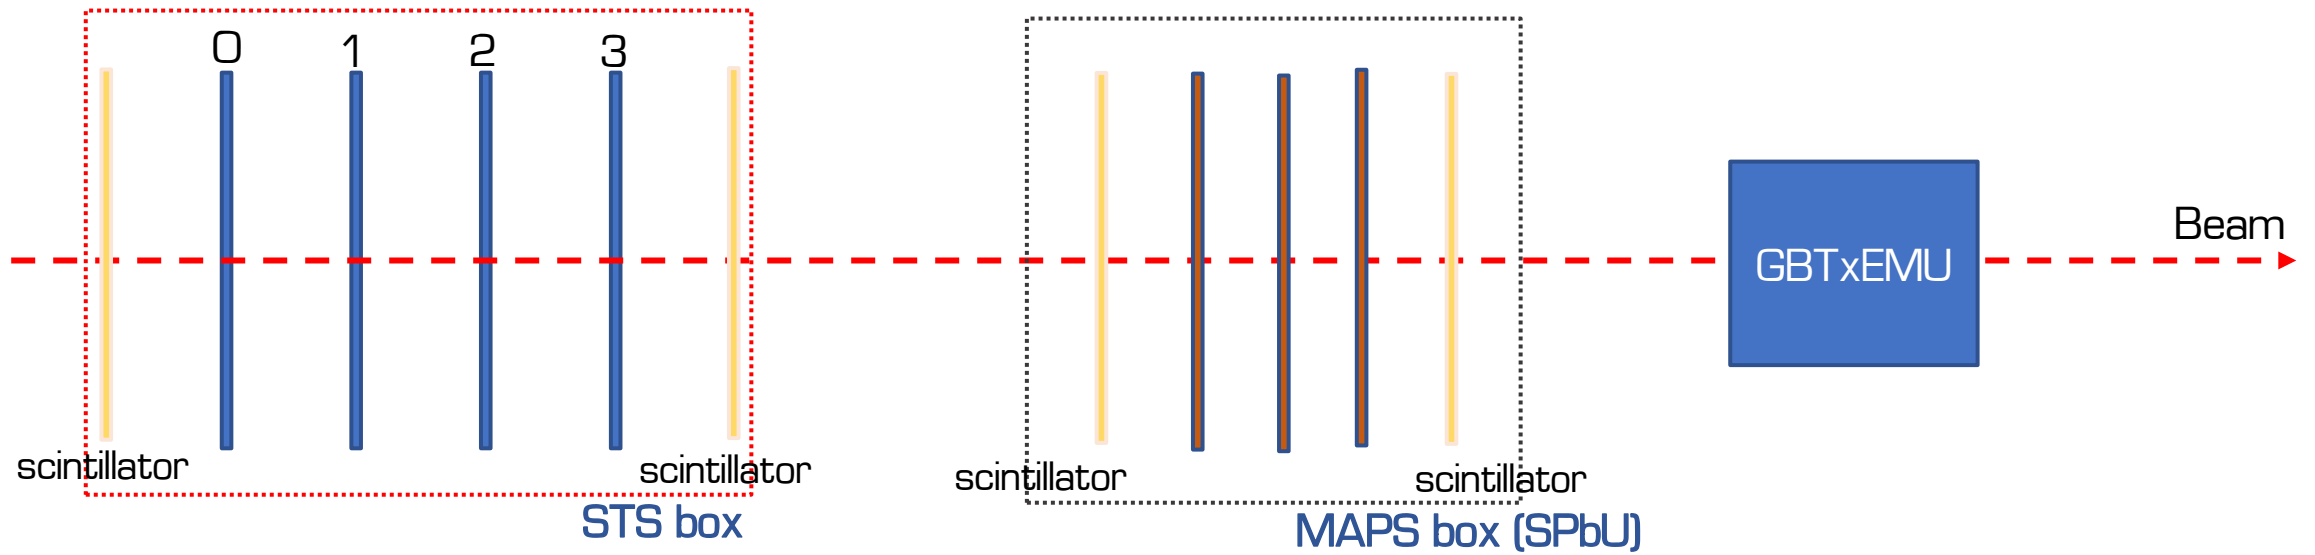 0 1 2 3
Beam
GBTxEMU
scintillator scintillator scintillator scintillator
STS box MAPS box (SPbU)